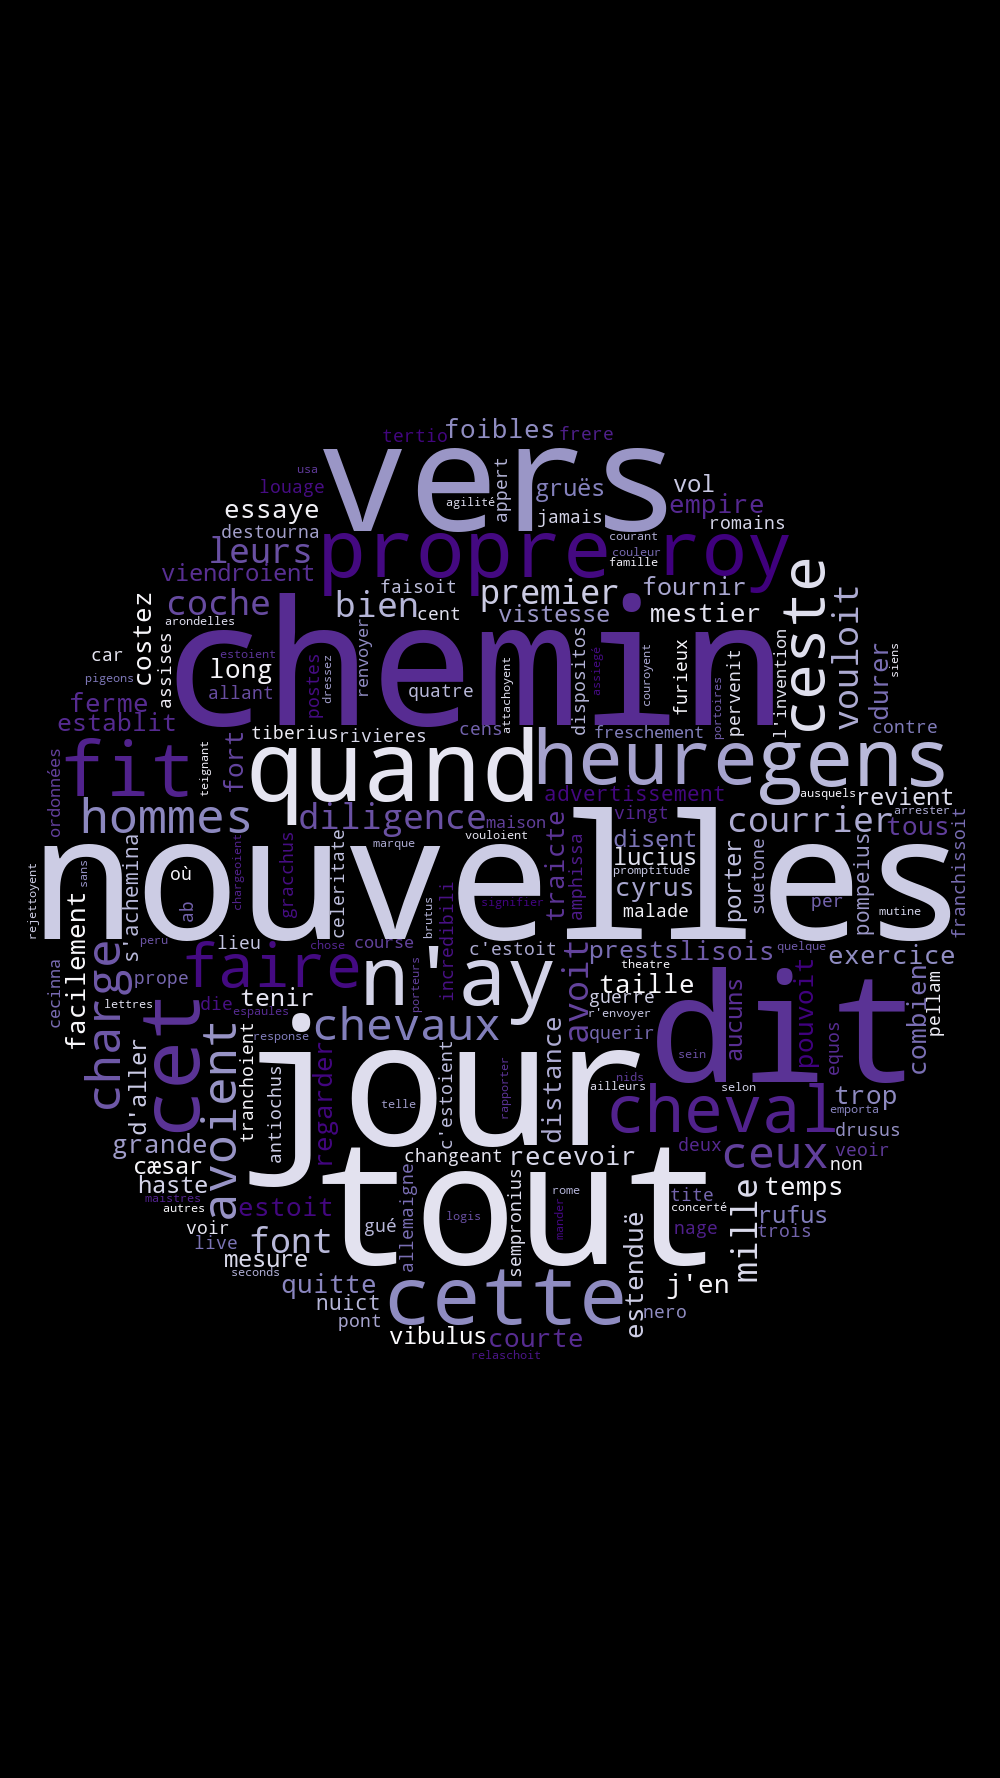 tertio foibles frere
usa vers
louage agilité appert gruës vol empire
essaye jamais romains
destourna propre courant roy
leurs couleur
viendroient famille
faisoit premier fournir ceste
coche bien cent vistesse mestier vouloit
costez arondelles chemin l'invention
car assises estoient renvoyer dispositos assiegé couroyent furieux durer siens
pigeons long postes dressez quatre attachoyent portoires pervenit
ferme allant
establit tiberius rivieres cens freschement contre
fit fort quand heure gens
ordonnées teignant advertissement ausquels revient
hommes diligence maison vingt courrier arrester
vouloient disent tous franchissoit
nouvelles
rejettoyent sans s'achemina où chargeoient gracchus celeritate marque traicte amphissa lucius promptitude porter suetone pompeius
ab signifier cyrus per mutine
brutus malade
peru lieu chose course c'estoit prests lisois quelque exercice
facilement cecinna prope faire incredibili n'ay avoit theatre
charge lettres die tenir porteurs taille dit combien pellam
cet espaules guerre r'envoyer aucuns pouvoit equos
avoient response chevaux querir sein
d'aller tranchoient antiochus regarder jour c'estoient rapporter distance nids
telle ailleurs cheval selon trop
emporta
grande changeant recevoir deux ceux drusus
cæsar veoir
haste non
maistres tout rome tite mille temps
autres estoit concerté
voir gué logis mander rufus
live font allemaigne sempronius nage trois
mesure estenduë
seconds
quitte cette j'en
nuict nero
pont
vibulus courte
relaschoit